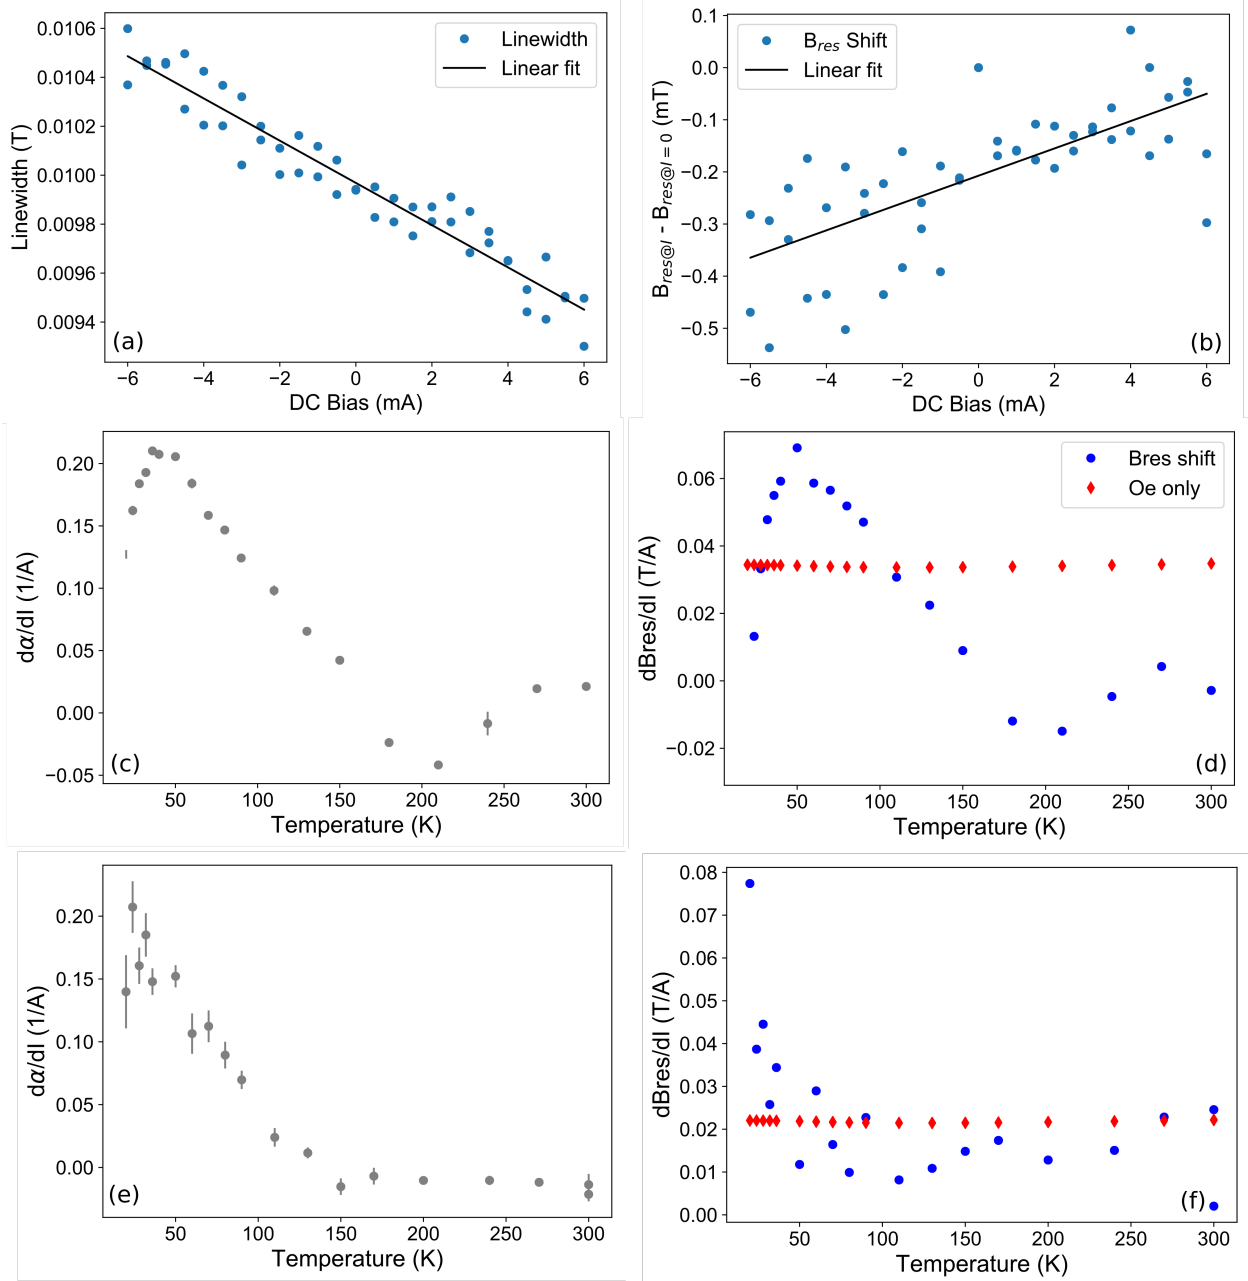 0.0106
0.0104
0.0102
0.0100
0.0098
0.0096
0.0094
Linewidth (T)
Linewidth
Linear fit
(a)
−6 −4 −2 0 2 4 6
DC Bias (mA)
0.1
0.0
−0.1
−0.2
−0.3
−0.4
−0.5
Bres@I - Bres@I = 0 (mT)
Bres Shift
Linear fit
(b)
−6 −4 −2 0 2 4 6
DC Bias (mA)
0.20
0.15
0.10
0.05
0.00
−0.05
dα/dI (1/A)
(c)
50 100 150 200 250 300
Temperature (K)
0.06
0.04
0.02
0.00
−0.02
dBres/dI (T/A)
Bres shift
Oe only
(d)
50 100 150 200 250 300
Temperature (K)
0.20
0.15
0.10
0.05
0.00
dα/dI (1/A)
(e)
50 100 150 200 250 300
Temperature (K)
0.08
0.07
0.06
0.05
0.04
0.03
0.02
0.01
0.00
dBres/dI (T/A)
(f)
50 100 150 200 250 300
Temperature (K)